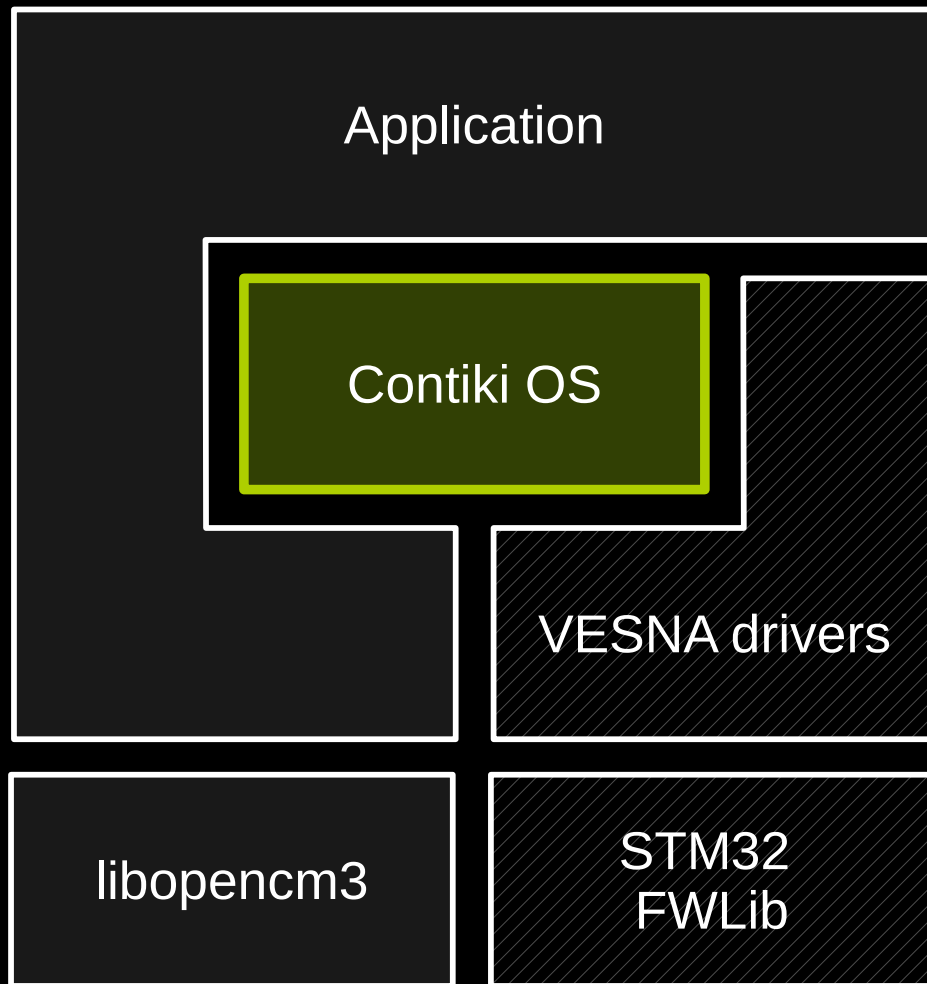 Application
Contiki OS
VESNA drivers
libopencm3
STM32
FWLib